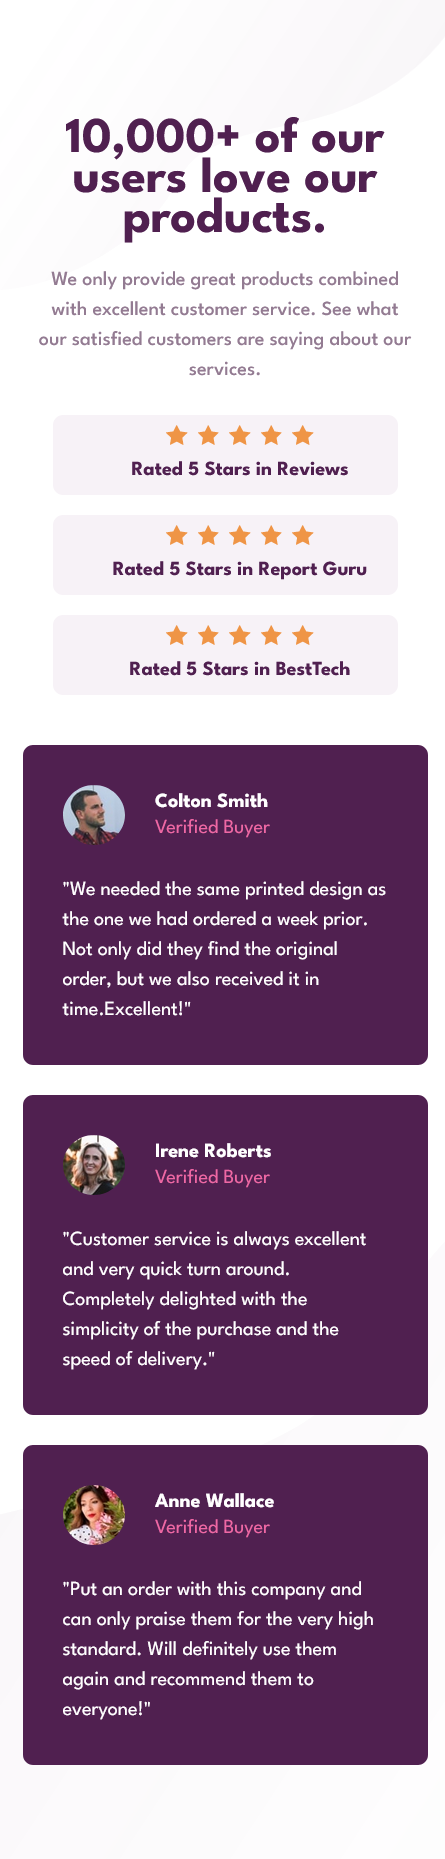 10,000+ of our
users love our
products.
We only provide great products combined
with excellent customer service. See what
our satisfied customers are saying about our
services.
Rated 5 Stars in Reviews
Rated 5 Stars in Report Guru
Rated 5 Stars in BestTech
Colton Smith
Verified Buyer
"We needed the same printed design as
the one we had ordered a week prior.
Not only did they find the original
order, but we also received it in
time.Excellent!"
Irene Roberts
Verified Buyer
"Customer service is always excellent
and very quick turn around.
Completely delighted with the
simplicity of the purchase and the
speed of delivery."
Anne Wallace
Verified Buyer
"Put an order with this company and
can only praise them for the very high
standard. Will definitely use them
again and recommend them to
everyone!"